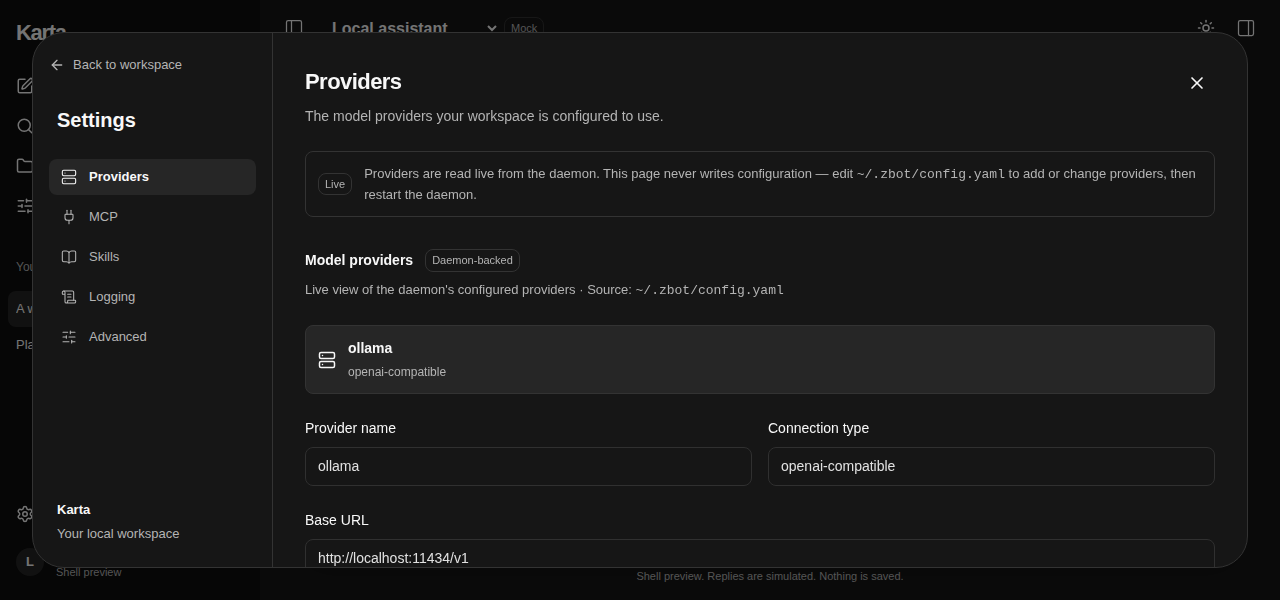 Karta
Local assistant
Mock
Back to workspace
Settings
Providers
MCP
Skills
Logging
Advanced
Karta
Your local workspace
L
Shell preview
Providers
The model providers your workspace is configured to use.
Live
Providers are read live from the daemon. This page never writes configuration — edit ~/.zbot/config.yaml to add or change providers, then
restart the daemon.
Model providers
Daemon-backed
Live view of the daemon's configured providers · Source: ~/.zbot/config.yaml
ollama
openai-compatible
Provider name
Connection type
ollama
openai-compatible
Base URL
http://localhost:11434/v1
Shell preview. Replies are simulated. Nothing is saved.